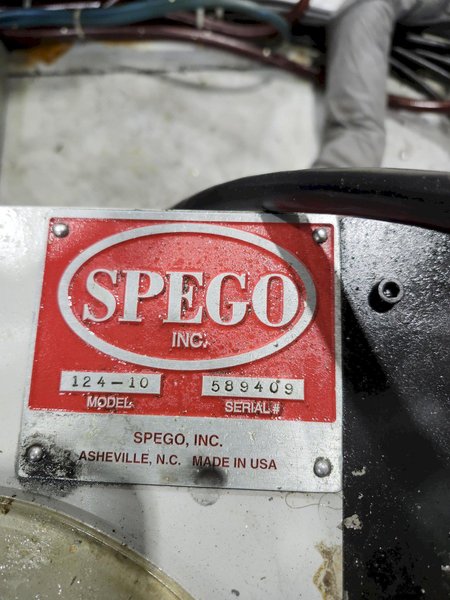 SPEGO
INC.
124-10 589409
MODEL SERIAL #
SPEGO, INC.
ASHEVILLE, N.C. MADE IN USA